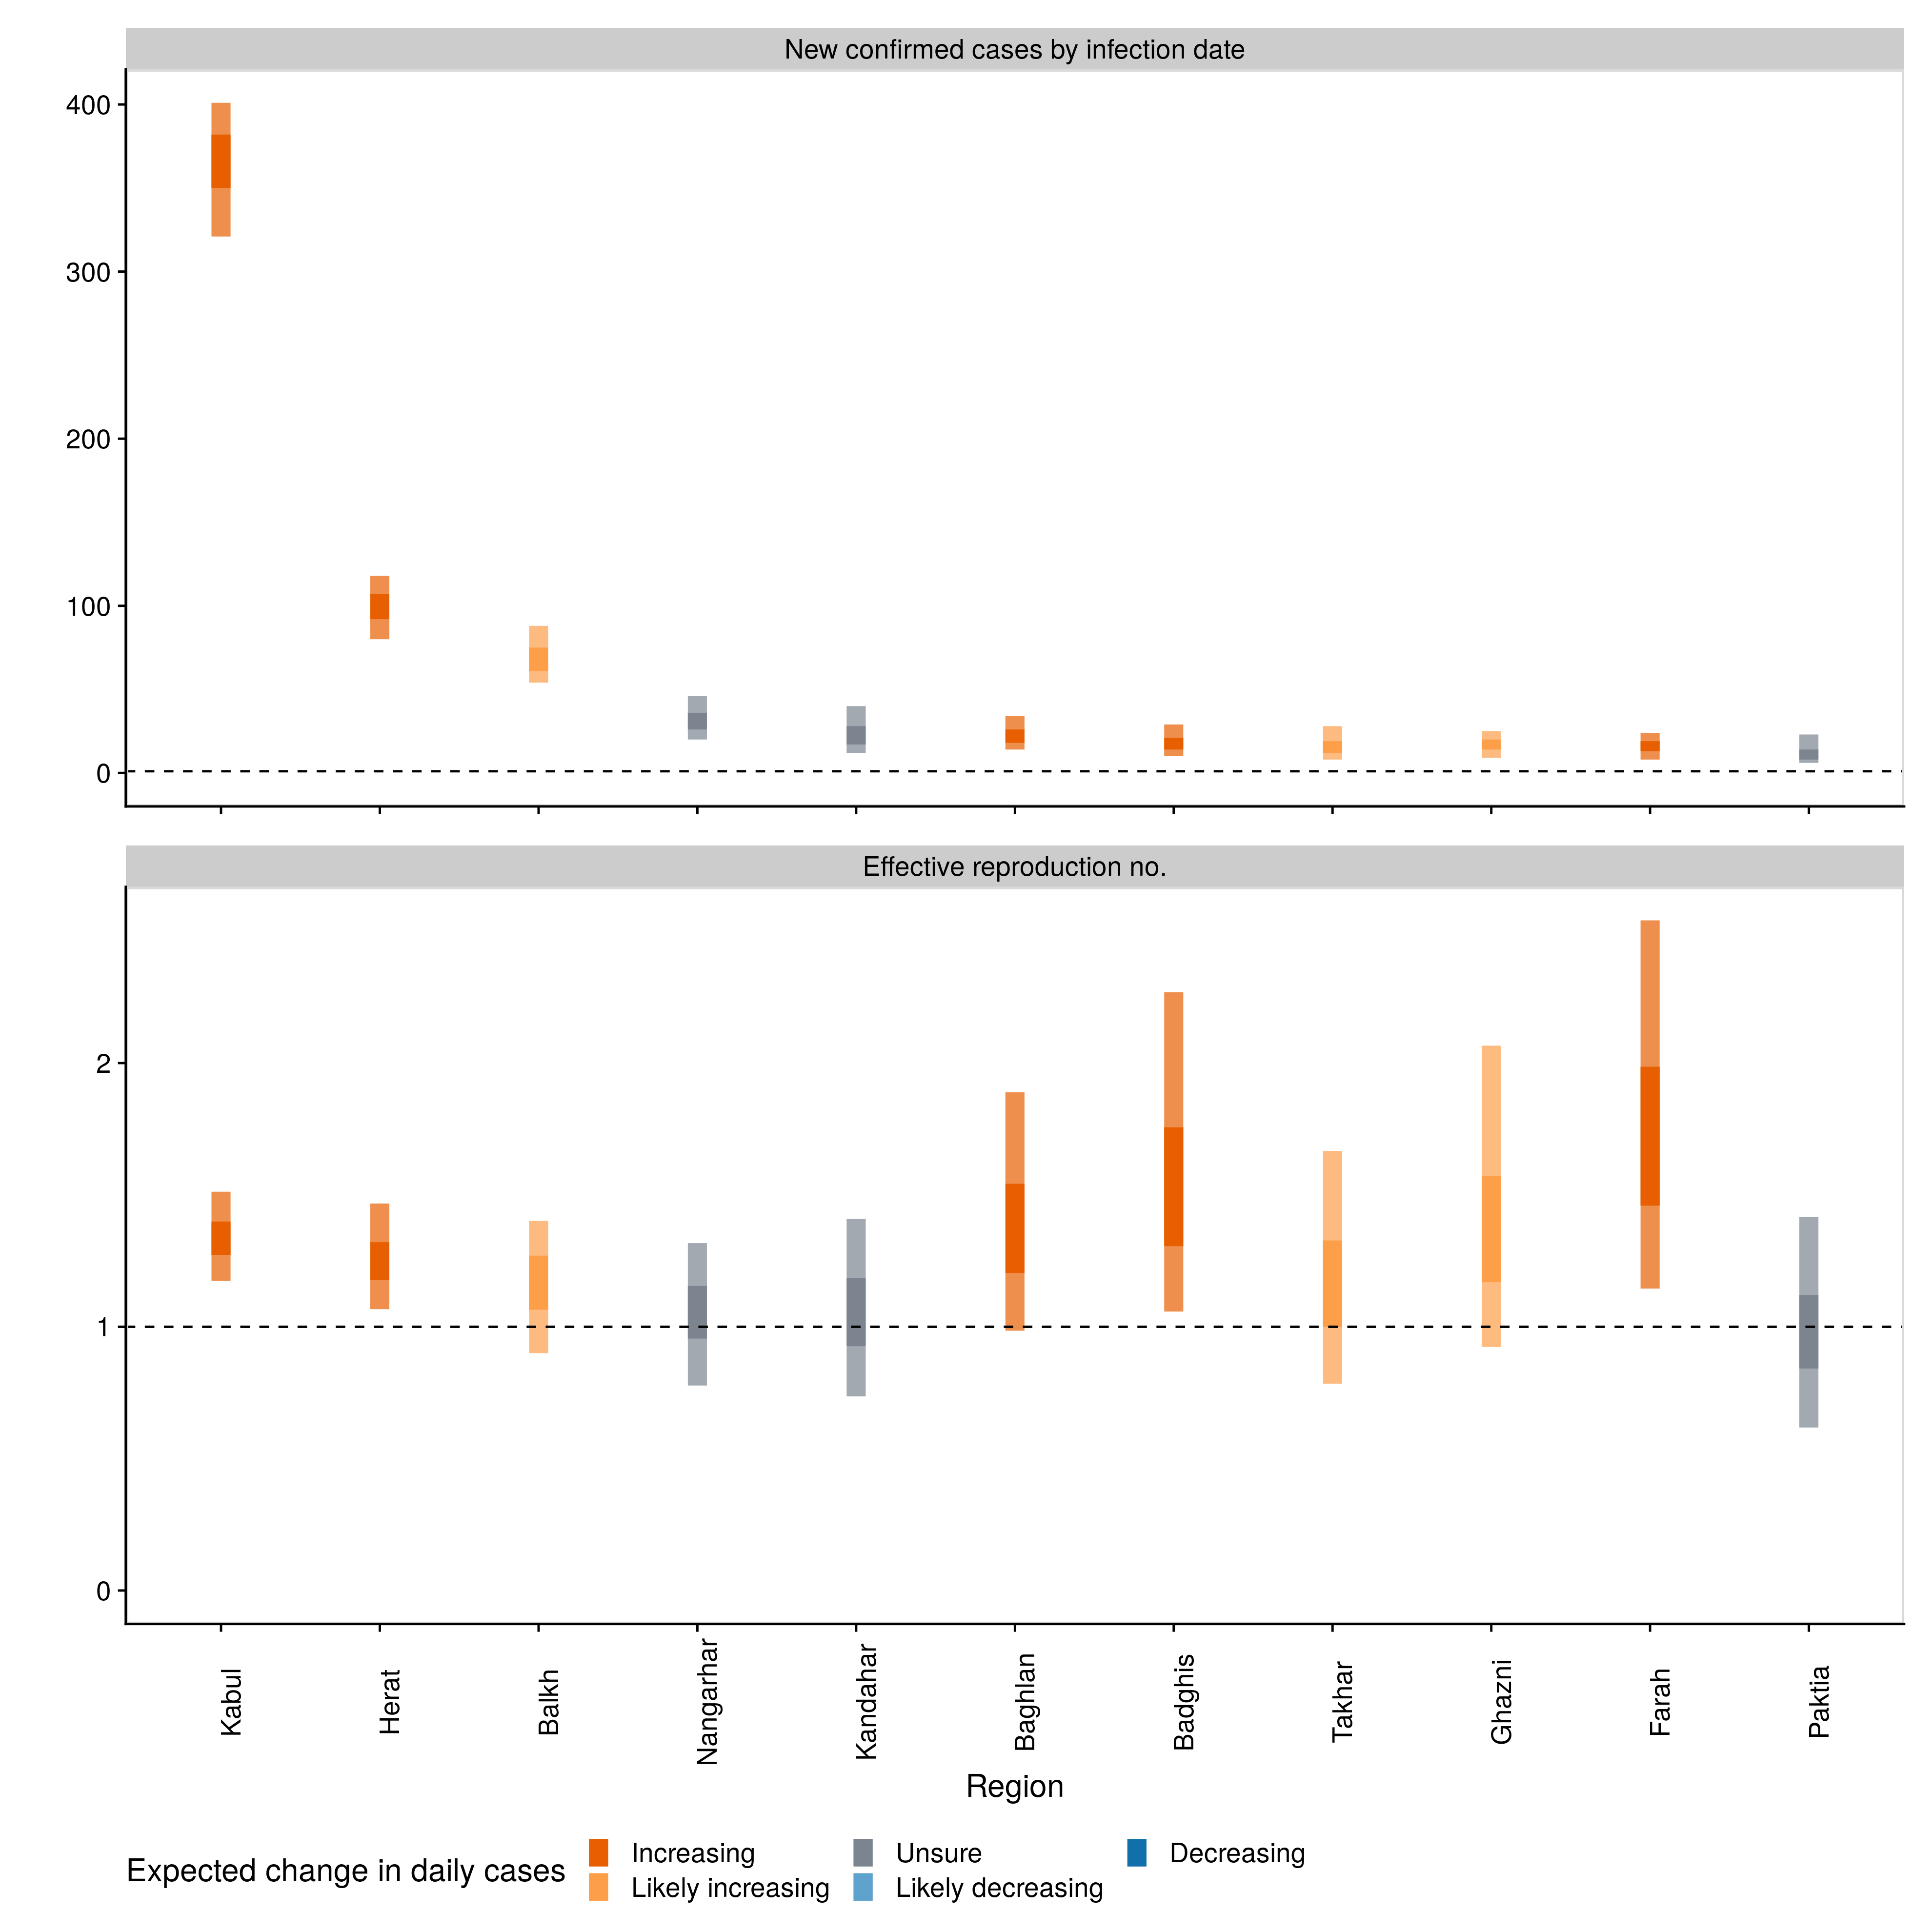 New confirmed cases by infection date
400
300
200
100
0
Effective reproduction no.
2
1
0
Kabul
Herat
Balkh
Nangarhar
Kandahar
Baghlan
Badghis
Takhar
Ghazni
Farah
Paktia
Region
Expected change in daily cases
Increasing
Unsure
Decreasing
Likely increasing
Likely decreasing